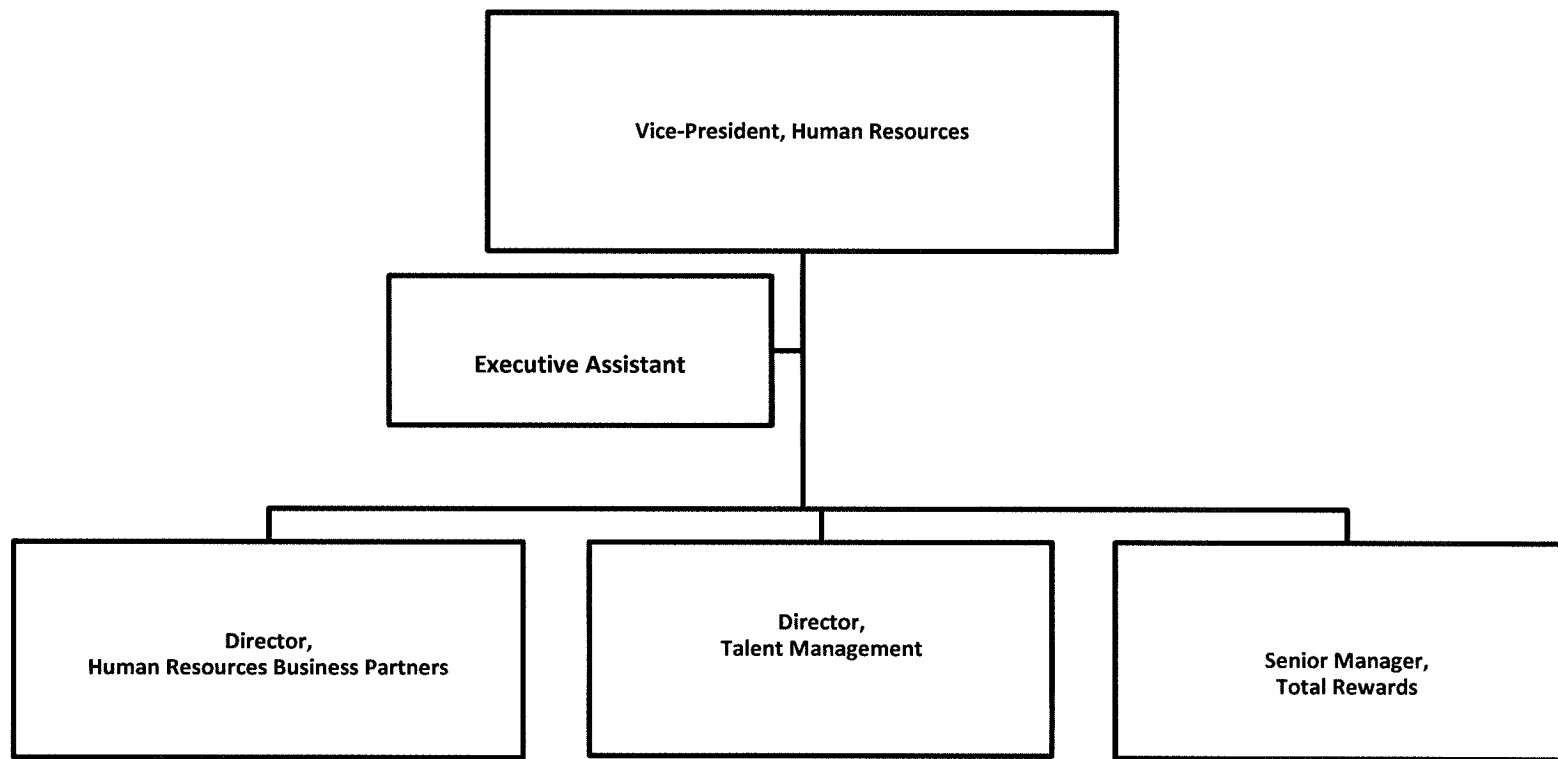 Vice-President, Human Resources
Executive Assistant
Director,
Human Resources Business Partners
Director,
Talent Management
Senior Manager,
Total Rewards